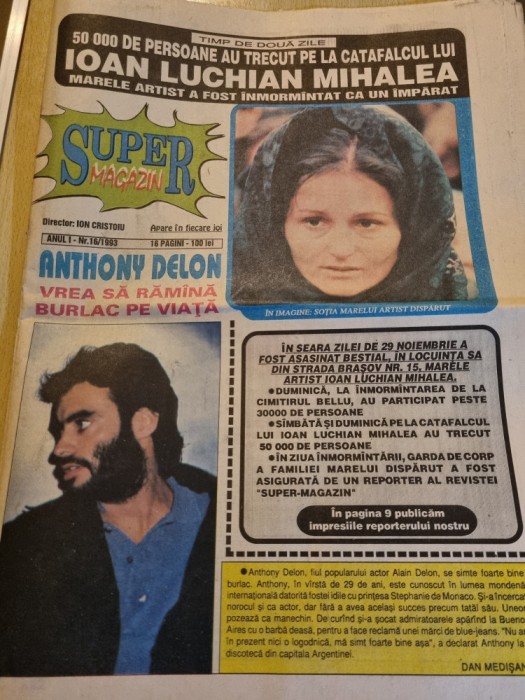 TIMP DE DOUĂ ZILE
50 000 DE PERSOANE AU TRECUT PE LA CATAFALCUL LUI
IOAN LUCHIAN MIHALEA
MARELE ARTIST A FOST ÎNMORMÎNTAT CA UN ÎMPĂRAT
SUPER
MAGAZIN
Director: ION CRISTOIU
Apare în fiecare joi
ANUL I - Nr.16/1993
16 PAGINI - 100 lei
ANTHONY DELON
VREA SĂ RĂMÎNĂ
BURLAC PE VIAȚĂ
ÎN IMAGINE: SOȚIA MARELUI ARTIST DISPĂRUT
ÎN SEARA ZILEI DE 29 NOIEMBRIE A
FOST ASASINAT BESTIAL, ÎN LOCUINȚA SA
DIN STRADA BRAȘOV NR. 15, MARELE
ARTIST IOAN LUCHIAN MIHALEA.
●DUMINICĂ, LA ÎNMORMÎNTAREA DE LA
CIMITIRUL BELLU, AU PARTICIPAT PESTE
30000 DE PERSOANE
●SÎMBĂTĂ ȘI DUMINICĂ PE LA CATAFALCUL
LUI IOAN LUCHIAN MIHALEA AU TRECUT
50 000 DE PERSOANE
●ÎN ZIUA ÎNMORMÎNTĂRII, GARDA DE CORP
A FAMILIEI MARELUI DISPĂRUT A FOST
ASIGURATĂ DE UN REPORTER AL REVISTEI
"SUPER-MAGAZIN"
În pagina 9 publicăm
impresiile reporterului nostru
●Anthony Delon, fiul popularului actor Alain Delon, se simte foarte bine
burlac. Anthony, în vîrstă de 29 de ani, este cunoscut în lumea mondenă
internațională datorită fostei idile cu prințesa Stephanie de Monaco. Și-a încercat
norocul și ca actor, dar fără a avea același succes precum tatăl său. Uneori
pozează ca manechin. De curînd și-a șocat admiratoarele apărînd la Buenos
Aires cu o barbă deasă, pentru a face reclamă unei mărci de blue-jeans. "Nu am
în prezent nici o logodnică, mă simt foarte bine așa", a declarat Anthony la
discotecă din capitala Argentinei.
DAN MEDIȘAN